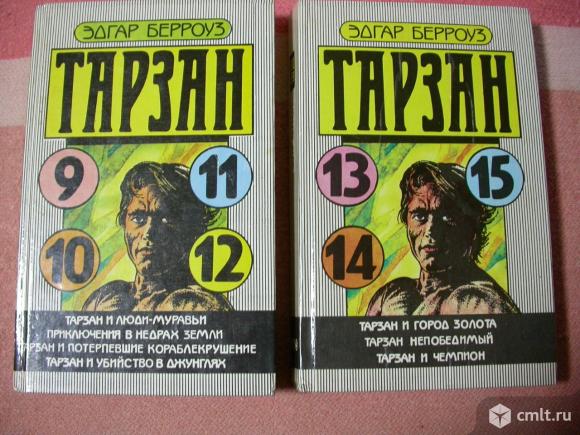 ЭДГАР БЕРРОУЗ
ТАРЗАН
9
11
10
12
ТАРЗАН И ЛЮДИ-МУРАВЬИ
ПРИКЛЮЧЕНИЯ В НЕДРАХ ЗЕМЛИ
ТАРЗАН И ПОТЕРПЕВШИЕ КОРАБЛЕКРУШЕНИЕ
ТАРЗАН И УБИЙСТВО В ДЖУНГЛЯХ
ЭДГАР БЕРРОУЗ
ТАРЗАН
13
15
14
ТАРЗАН И ГОРОД ЗОЛОТА
ТАРЗАН НЕПОБЕДИМЫЙ
ТАРЗАН И ЧЕМПИОН
cmlt.ru